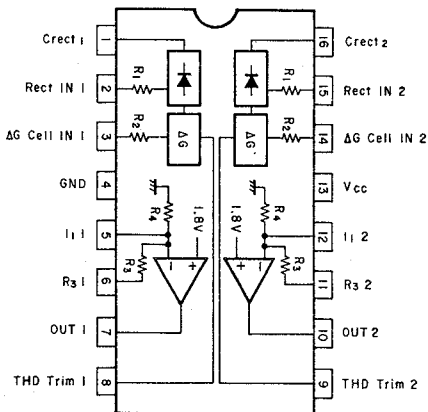 Crect 1
1
16
Crect 2
R1
R1
Rect IN 1
2
15
Rect IN 2
R2
R2
ΔG Cell IN 1
3
ΔG
ΔG
14
ΔG Cell IN 2
GND
4
13
Vcc
R4
R4
1.8V
1.8V
I1 1
5
12
I1 2
R3
R3
− +
+ −
R3 1
6
11
R3 2
OUT 1
7
10
OUT 2
THD Trim 1
8
9
THD Trim 2